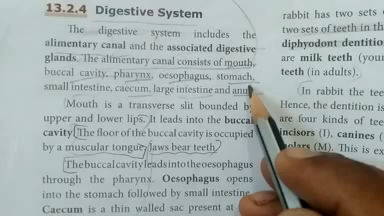 13.2.4 Digestive System
The digestive system includes the
alimentary canal and the associated digestive
glands. The alimentary canal consists of mouth,
buccal cavity, pharynx, oesophagus, stomach,
small intestine, caecum, large intestine and
Mouth is a transverse slit bounded by
upper and lower lips. It leads into the buccal
cavity. The floor of the buccal cavity is occupied
by a muscular tongue, Jaws bear teeth.
The buccal cavity leads into the oesophagus
through the pharynx. Oesophagus opens
into the stomach followed by small intestine.
Caecum is a thin walled sac present at
rabbit has two sets
two sets of teeth in th
diphyodont dentitio
are milk teeth (you
teeth (in adults).
In rabbit the tee
Hence, the dentition is
are four kinds of tee
incisors (I), canines (
molars (M). This is ex